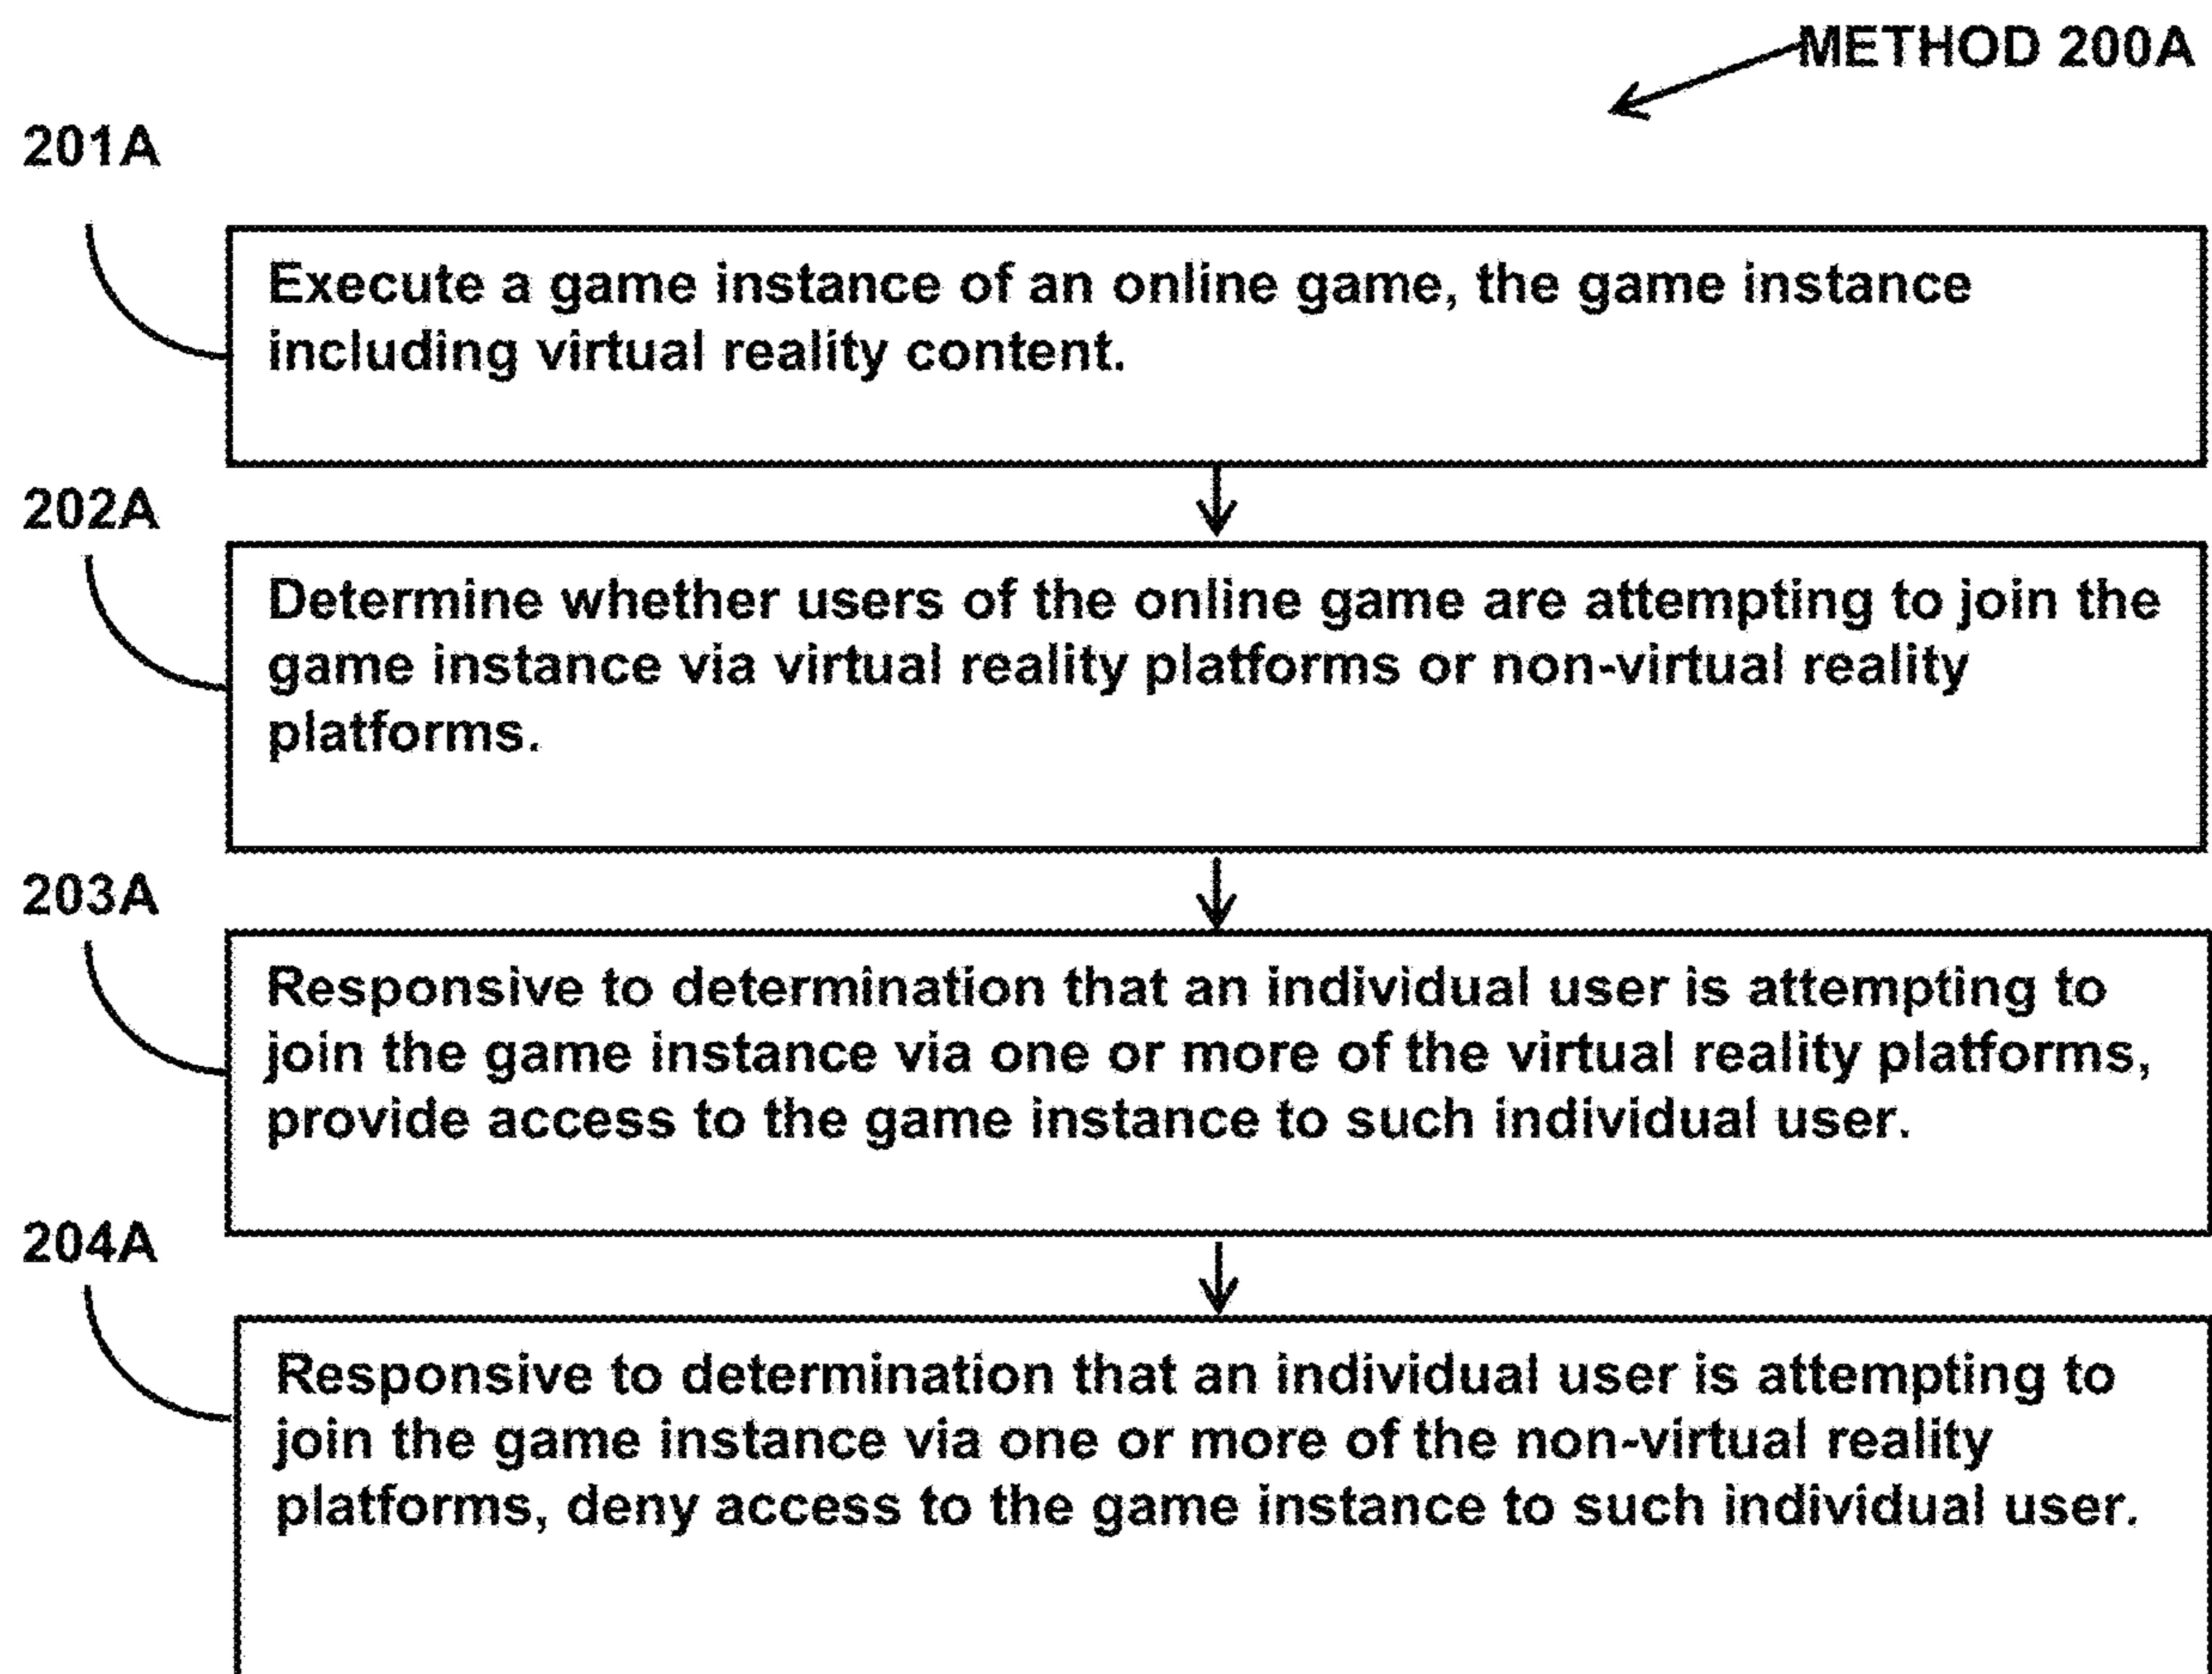 METHOD 200A
201A
Execute a game instance of an online game, the game instance
including virtual reality content.
202A
Determine whether users of the online game are attempting to join the
game instance via virtual reality platforms or non-virtual reality
platforms.
203A
Responsive to determination that an individual user is attempting to
join the game instance via one or more of the virtual reality platforms,
provide access to the game instance to such individual user.
204A
Responsive to determination that an individual user is attempting to
join the game instance via one or more of the non-virtual reality
platforms, deny access to the game instance to such individual user.